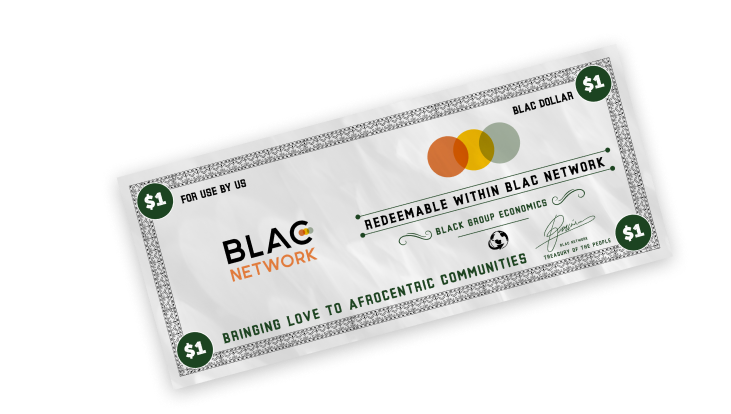 $1
BLAC DOLLAR
$1
FOR USE BY US
REDEEMABLE WITHIN BLAC NETWORK
BLACK GROUP ECONOMICS
BLAC
NETWORK
BLAC NETWORK
TREASURY OF THE PEOPLE
$1
BRINGING LOVE TO AFROCENTRIC COMMUNITIES
$1